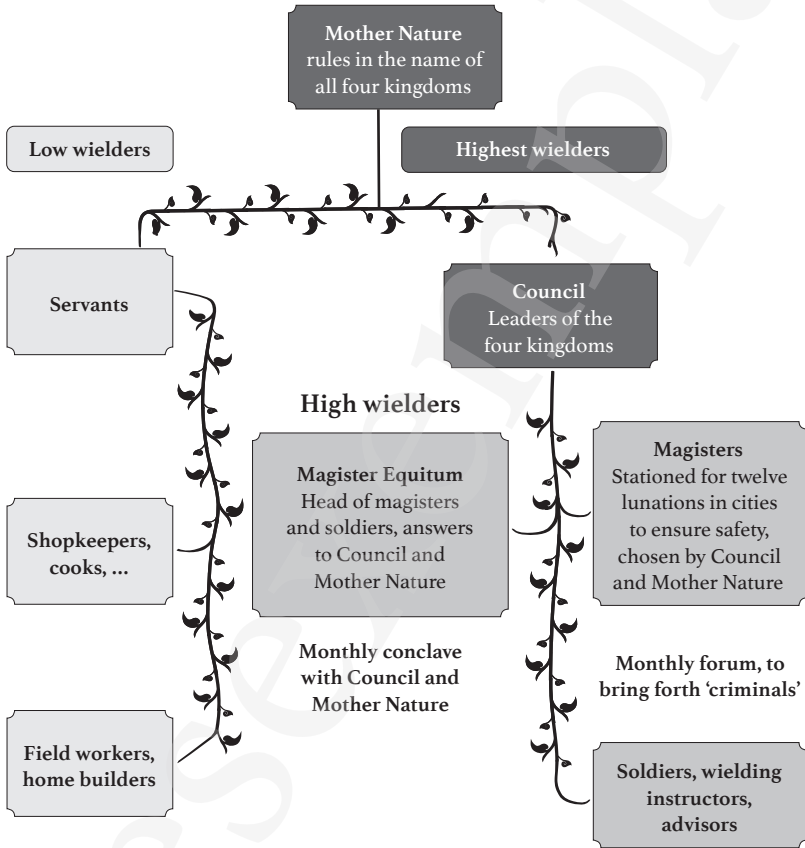 Mother Nature
rules in the name of
all four kingdoms
Low wielders
Highest wielders
Servants
Council
Leaders of the
four kingdoms
High wielders
Magister Equitum
Head of magisters
and soldiers, answers
to Council and
Mother Nature
Magisters
Stationed for twelve
lunations in cities
to ensure safety,
chosen by Council
and Mother Nature
Shopkeepers,
cooks, ...
Monthly conclave
with Council and
Mother Nature
Monthly forum, to
bring forth ‘criminals’
Field workers,
home builders
Soldiers, wielding
instructors,
advisors